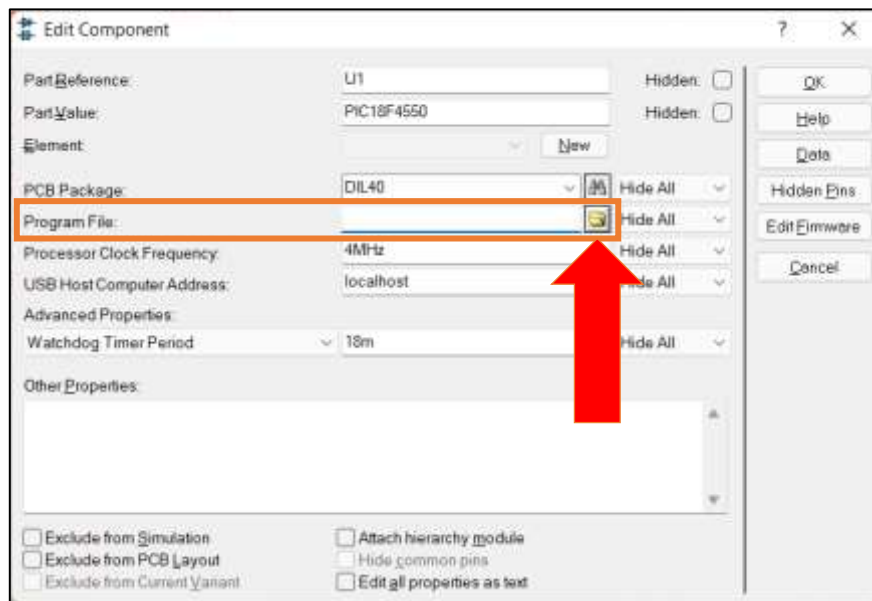 Edit Component ? ×
Part Reference: U1 Hidden:
Part Value: PIC18F4550 Hidden:
Element: New
PCB Package: DIL40 Hide All
Program File: Hide All
Processor Clock Frequency: 4MHz Hide All
USB Host Computer Address: localhost Hide All
Advanced Properties:
Watchdog Timer Period 18m Hide All
Other Properties:
Exclude from Simulation Attach hierarchy module
Exclude from PCB Layout Hide common pins
Exclude from Current Variant Edit all properties as text
OK
Help
Data
Hidden Pins
Edit Firmware
Cancel